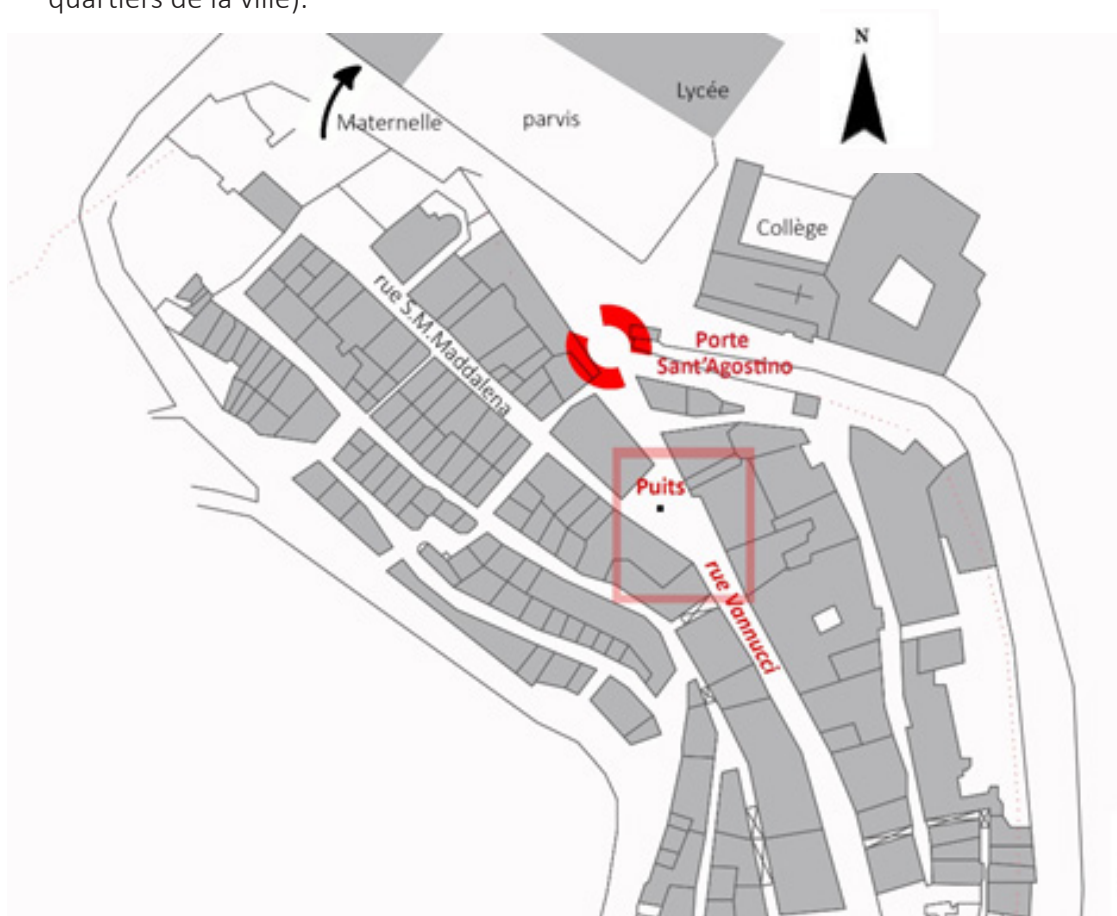 quartiers de la ville).
N
Lycée
Maternelle
parvis
Collège
rue S.M.Maddalena
Porte
Sant'Agostino
Puits
rue Vannucci